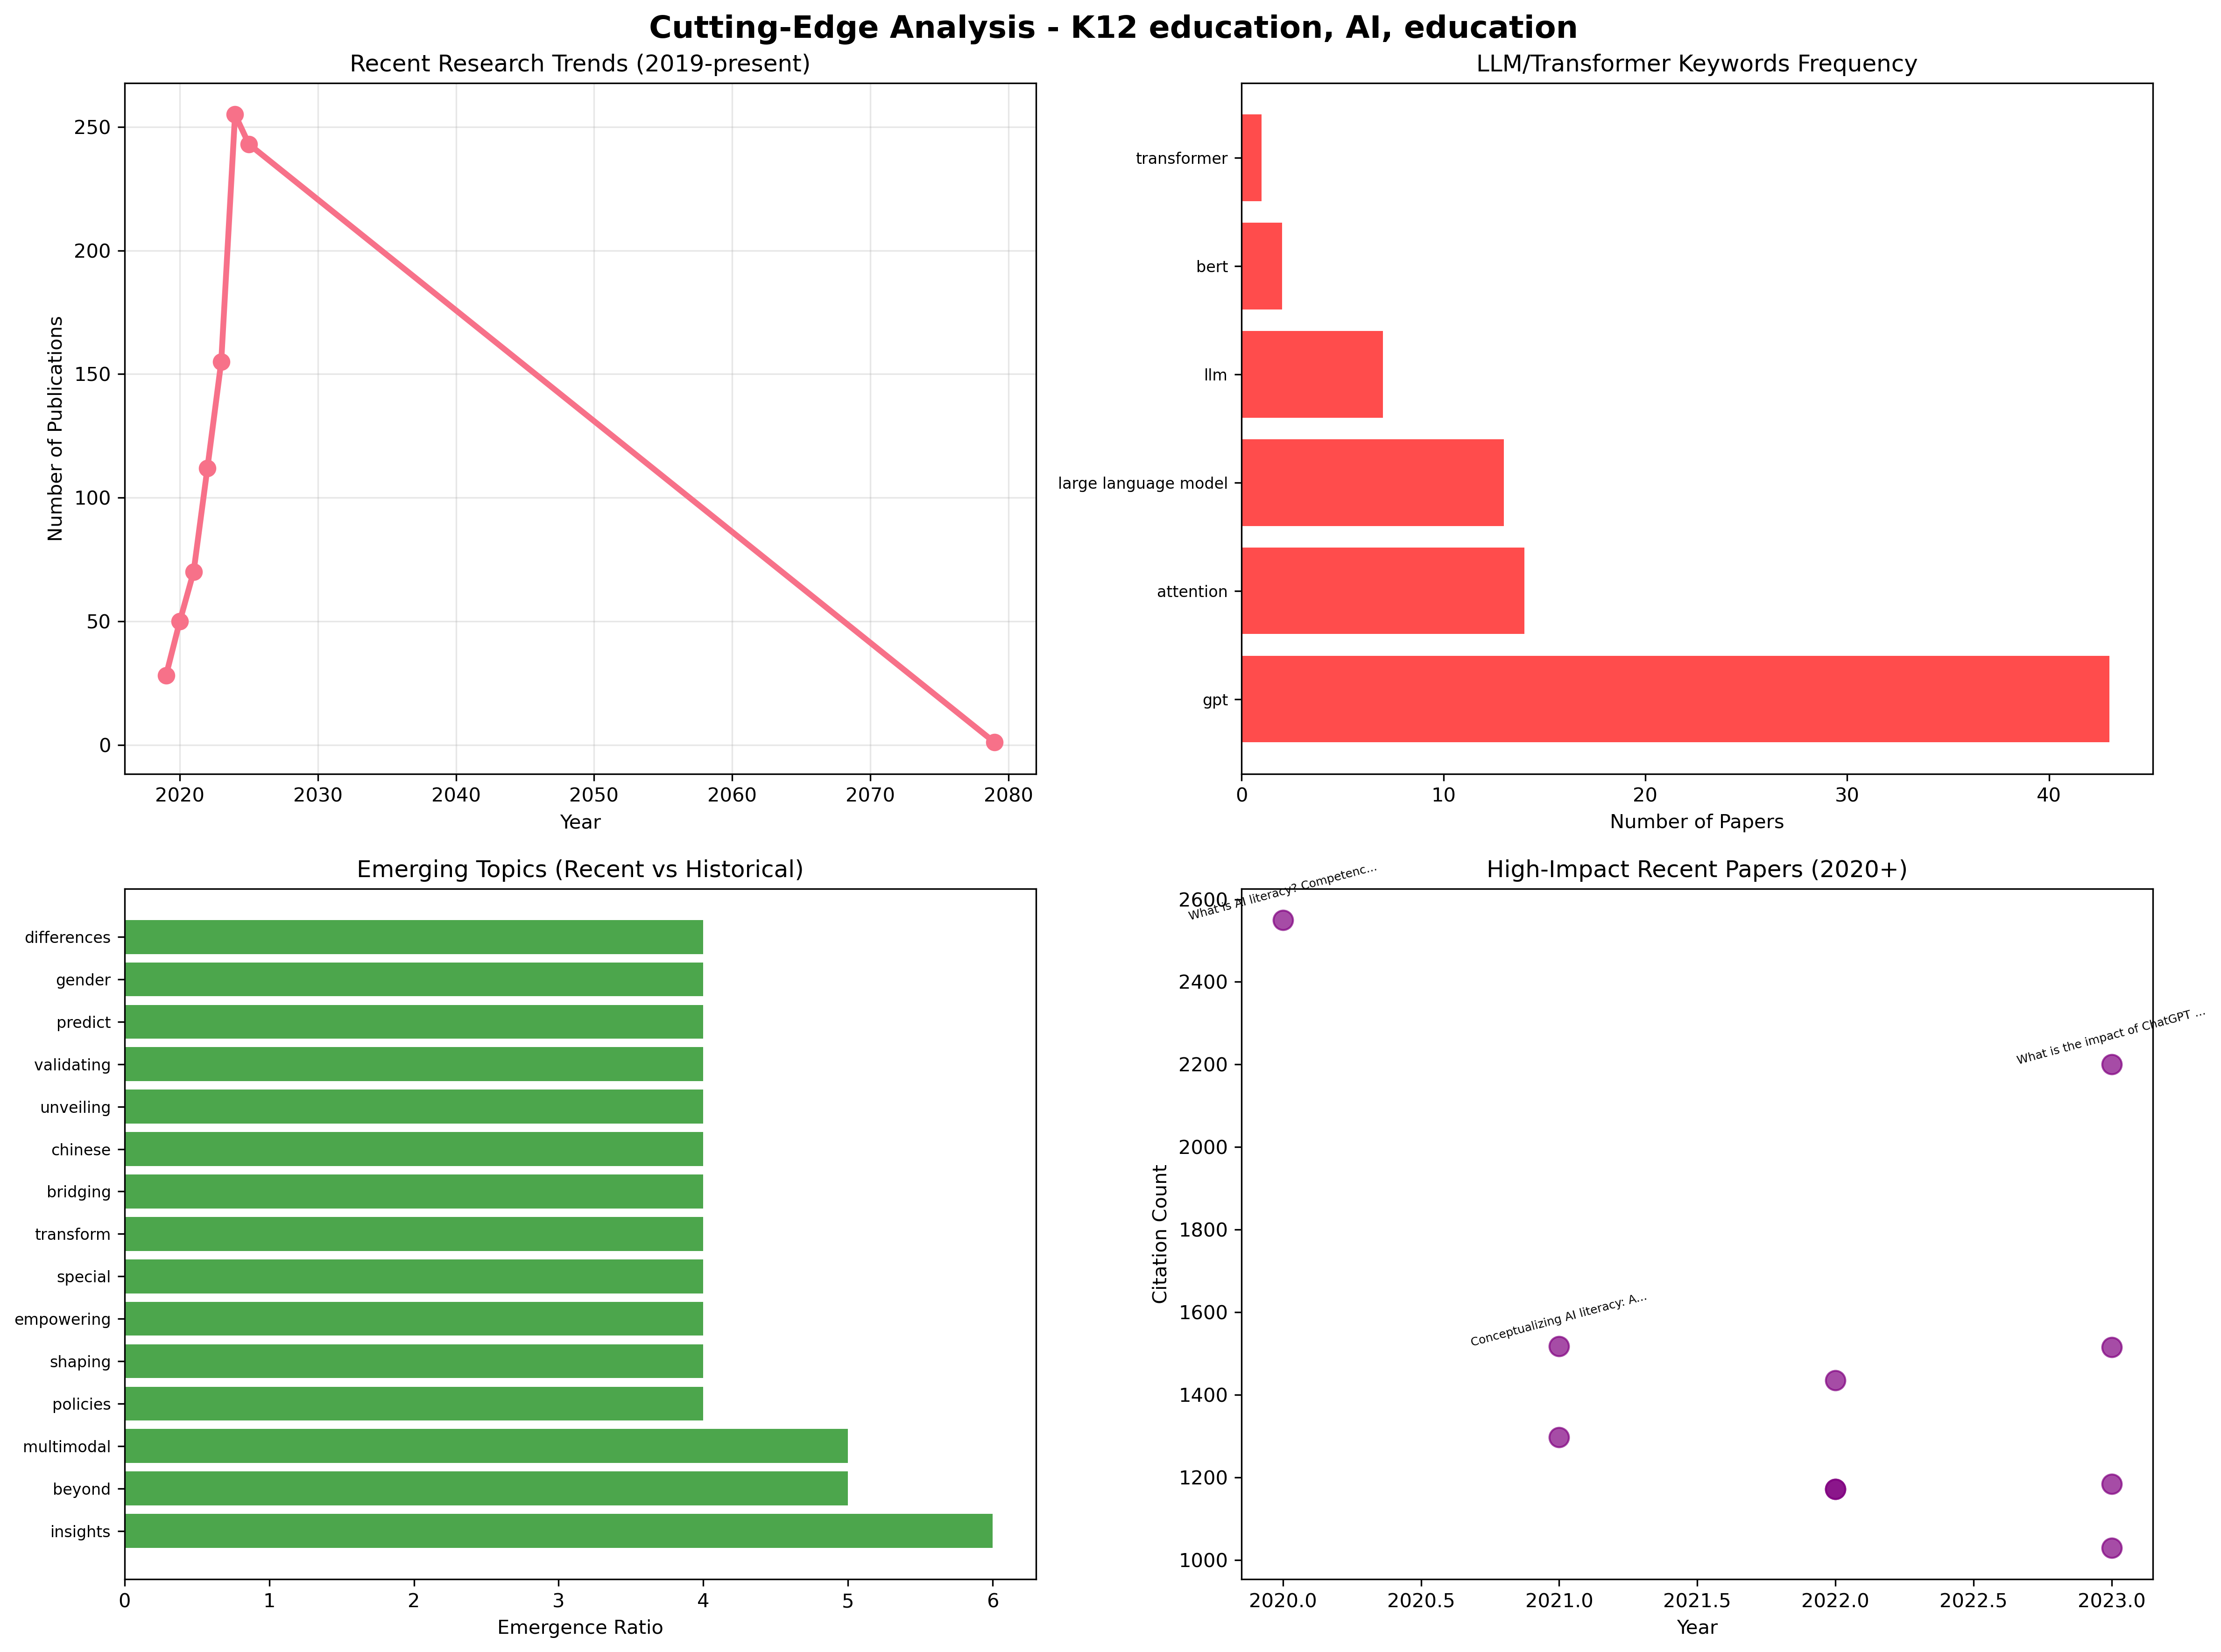 Cutting-Edge Analysis - K12 education, AI, education
Recent Research Trends (2019-present)
Number of Publications
250
200
150
100
50
0
2020
2030
2040
2050
2060
2070
2080
Year
LLM/Transformer Keywords Frequency
transformer
bert
llm
large language model
attention
gpt
0
10
20
30
40
Number of Papers
Emerging Topics (Recent vs Historical)
differences
gender
predict
validating
unveiling
chinese
bridging
transform
special
empowering
shaping
policies
multimodal
beyond
insights
0
1
2
3
4
5
6
Emergence Ratio
High-Impact Recent Papers (2020+)
What is AI literacy? Competenc...
What is the impact of ChatGPT ...
Conceptualizing AI literacy: A...
Citation Count
2600
2400
2200
2000
1800
1600
1400
1200
1000
2020.0
2020.5
2021.0
2021.5
2022.0
2022.5
2023.0
Year